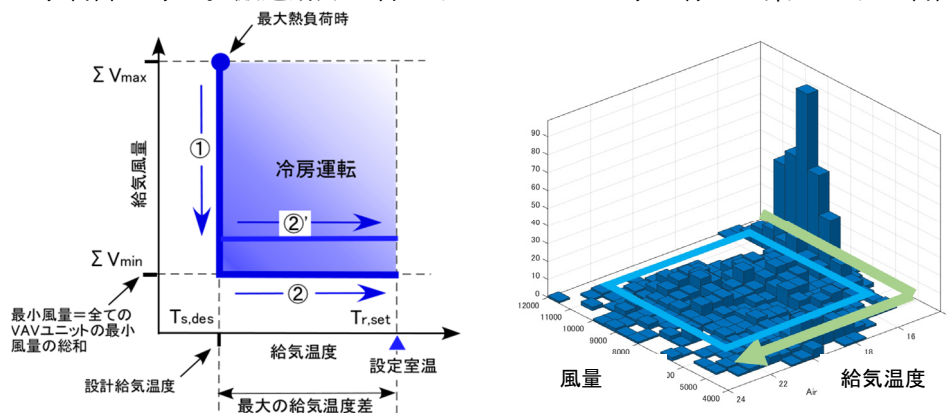 最大熱負荷時
Σ Vmax
給気風量
①
冷房運転
②'
Σ Vmin
②
最小風量=全ての
VAVユニットの最小
風量の総和
Ts,des
Tr,set
給気温度
設定室温
設計給気温度
最大の給気温度差
90
80
70
60
50
40
30
20
10
0
12000
11000
10000
9000
8000
5000
4000
24
22
Air
18
16
風量
給気温度